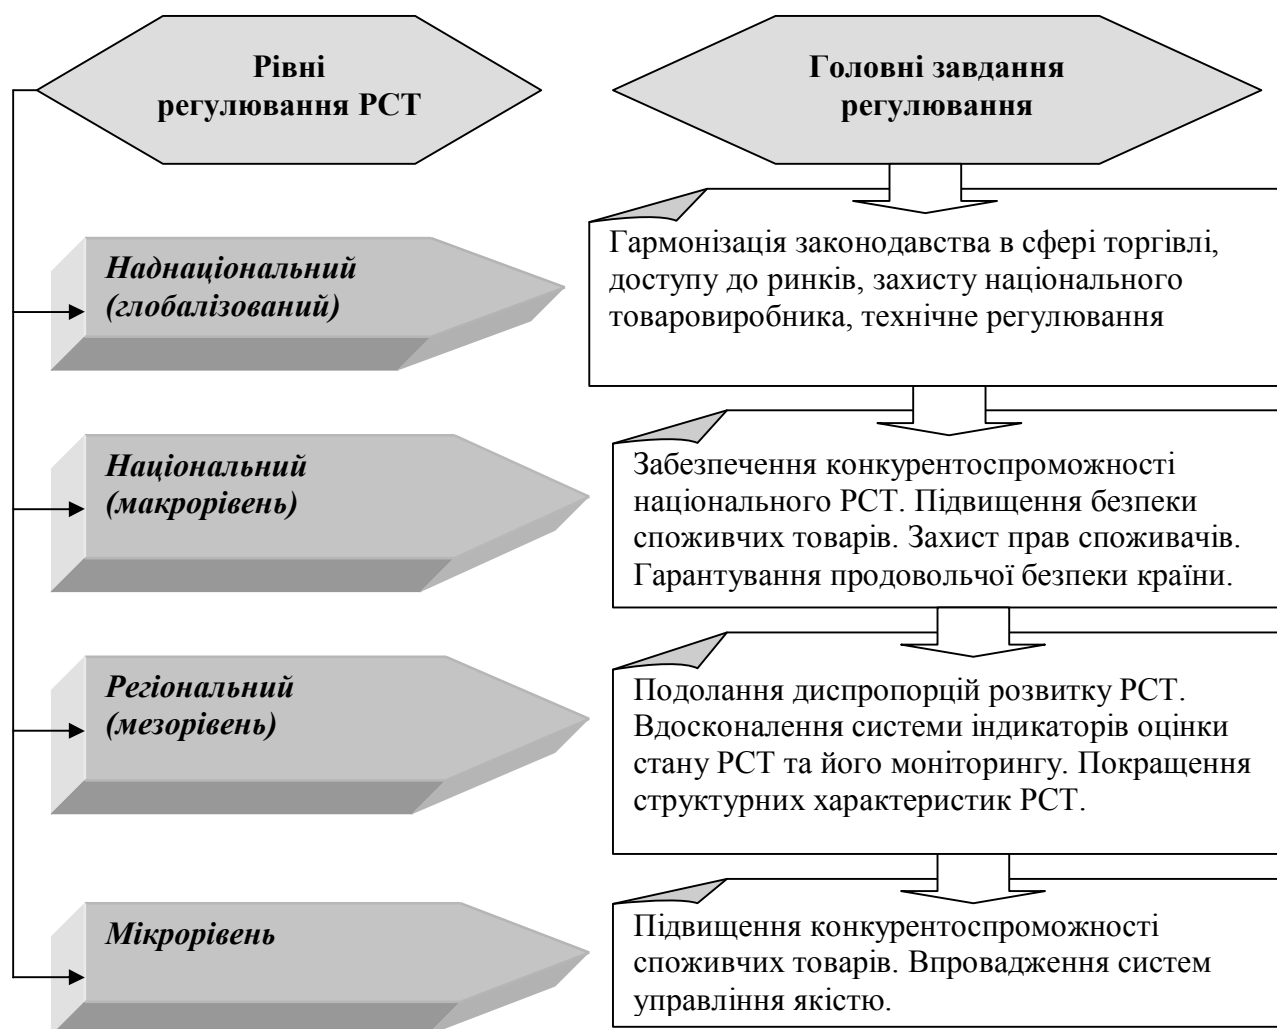 Рівні
регулювання РСТ
Головні завдання
регулювання
Наднаціональний
(глобалізований)
Гармонізація законодавства в сфері торгівлі,
доступу до ринків, захисту національного
товаровиробника, технічне регулювання
Національний
(макрорівень)
Забезпечення конкурентоспроможності
національного РСТ. Підвищення безпеки
споживчих товарів. Захист прав споживачів.
Гарантування продовольчої безпеки країни.
Регіональний
(мезорівень)
Подолання диспропорцій розвитку РСТ.
Вдосконалення системи індикаторів оцінки
стану РСТ та його моніторингу. Покращення
структурних характеристик РСТ.
Мікрорівень
Підвищення конкурентоспроможності
споживчих товарів. Впровадження систем
управління якістю.